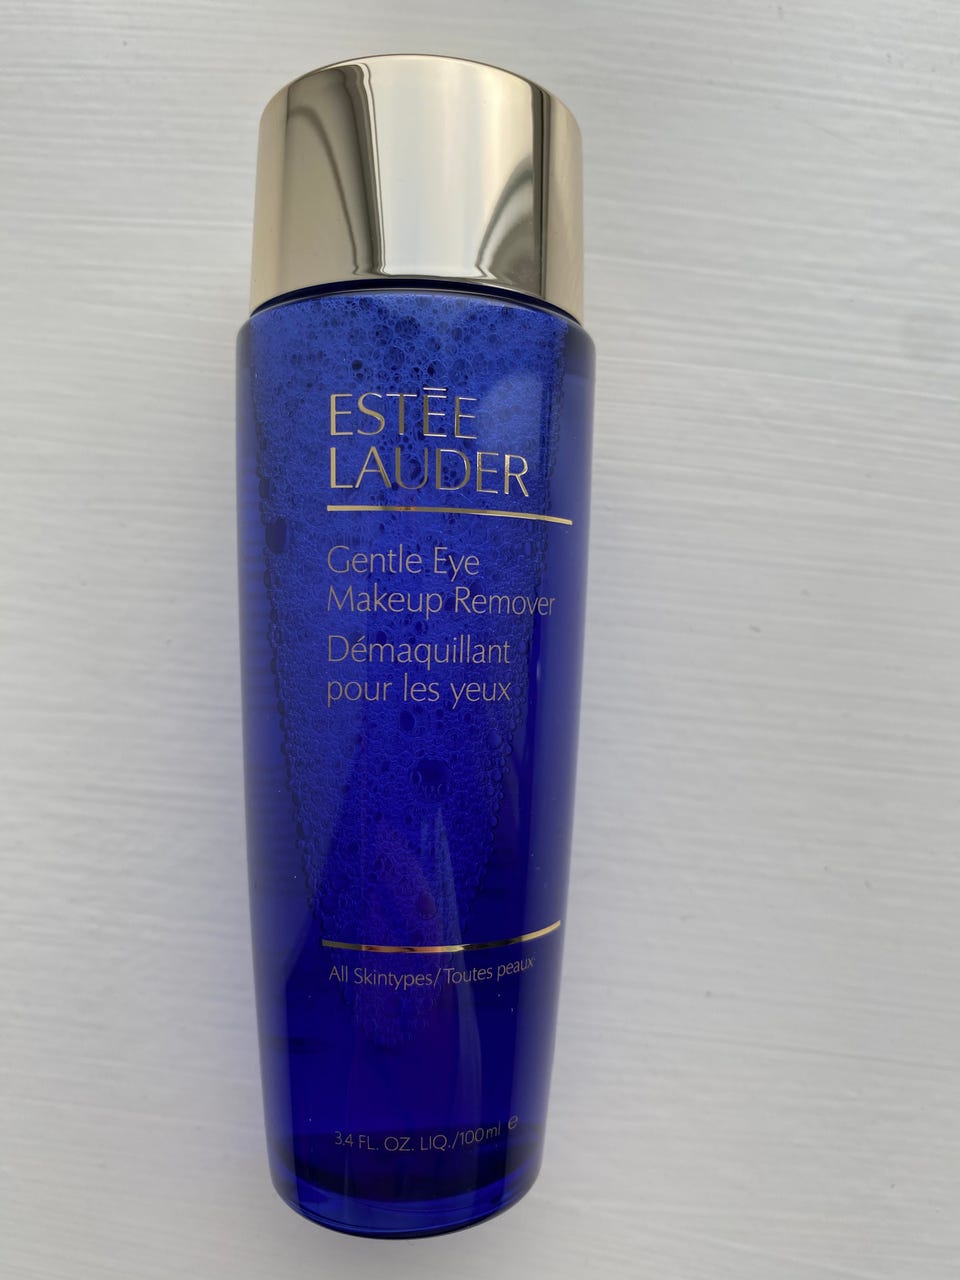 ESTĒE
LAUDER
Gentle Eye
Makeup Remover
Démaquillant
pour les yeux
All Skintypes/Toutes peaux
3.4 FL. OZ. LIQ./100 ml ℮